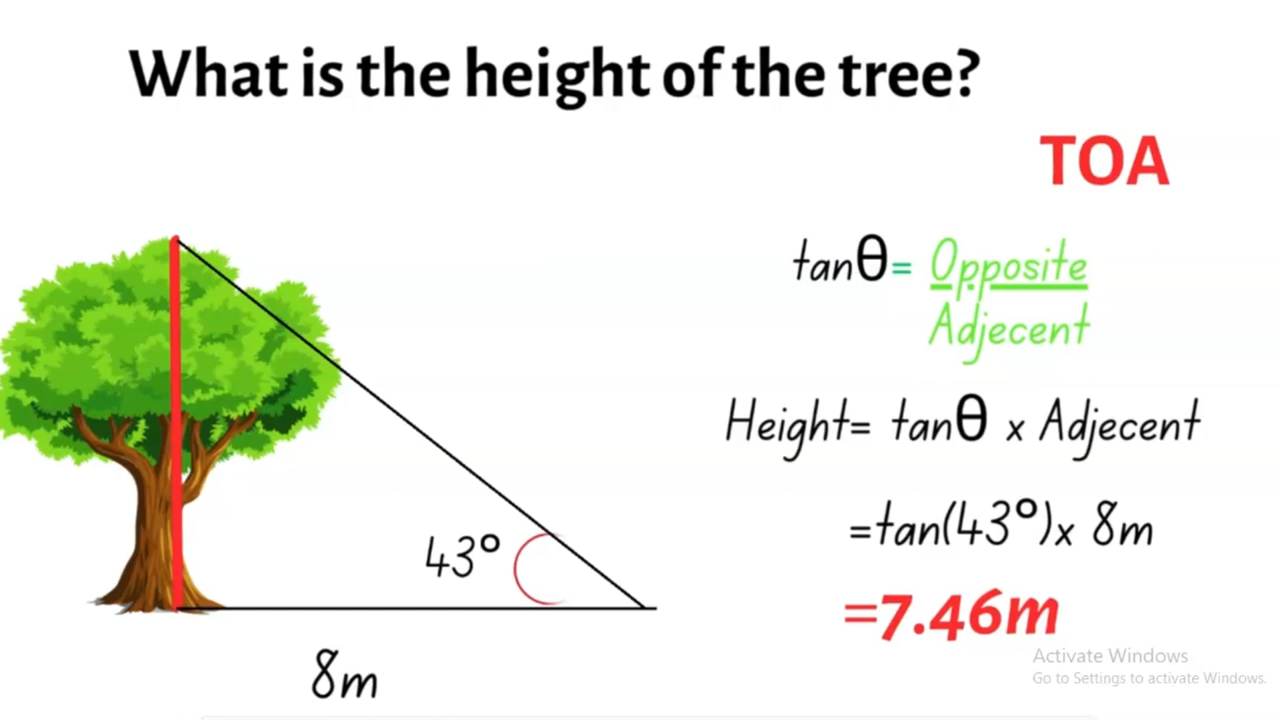 What is the height of the tree?
TOA
tanθ= Opposite
Adjecent
Height= tanθ x Adjecent
=tan(43°)x 8m
=7.46m
43°
8m
Activate Windows
Go to Settings to activate Windows.